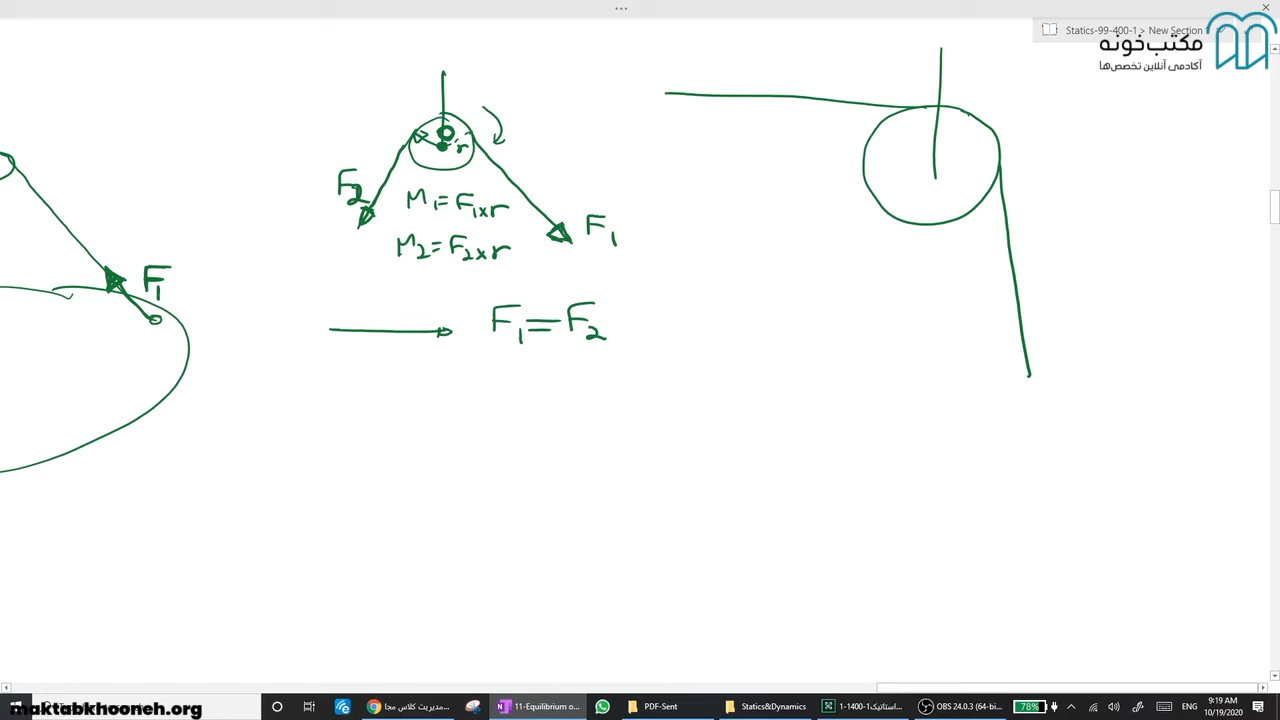 Statics-99-400-1 > New Section
مکتب‌خونه
آکادمی آنلاین تخصص‌ها
r
F2
M1=F1×r
F1
M2=F2×r
F1
F1=F2
maktabkhooneh.org
مدیریت کلاس مجا...
11-Equilibrium o...
PDF-Sent
Statics&Dynamics
1-1400-استاتیک1...
OBS 24.0.3 (64-bi...
78%
ENG
9:19 AM
10/19/2020